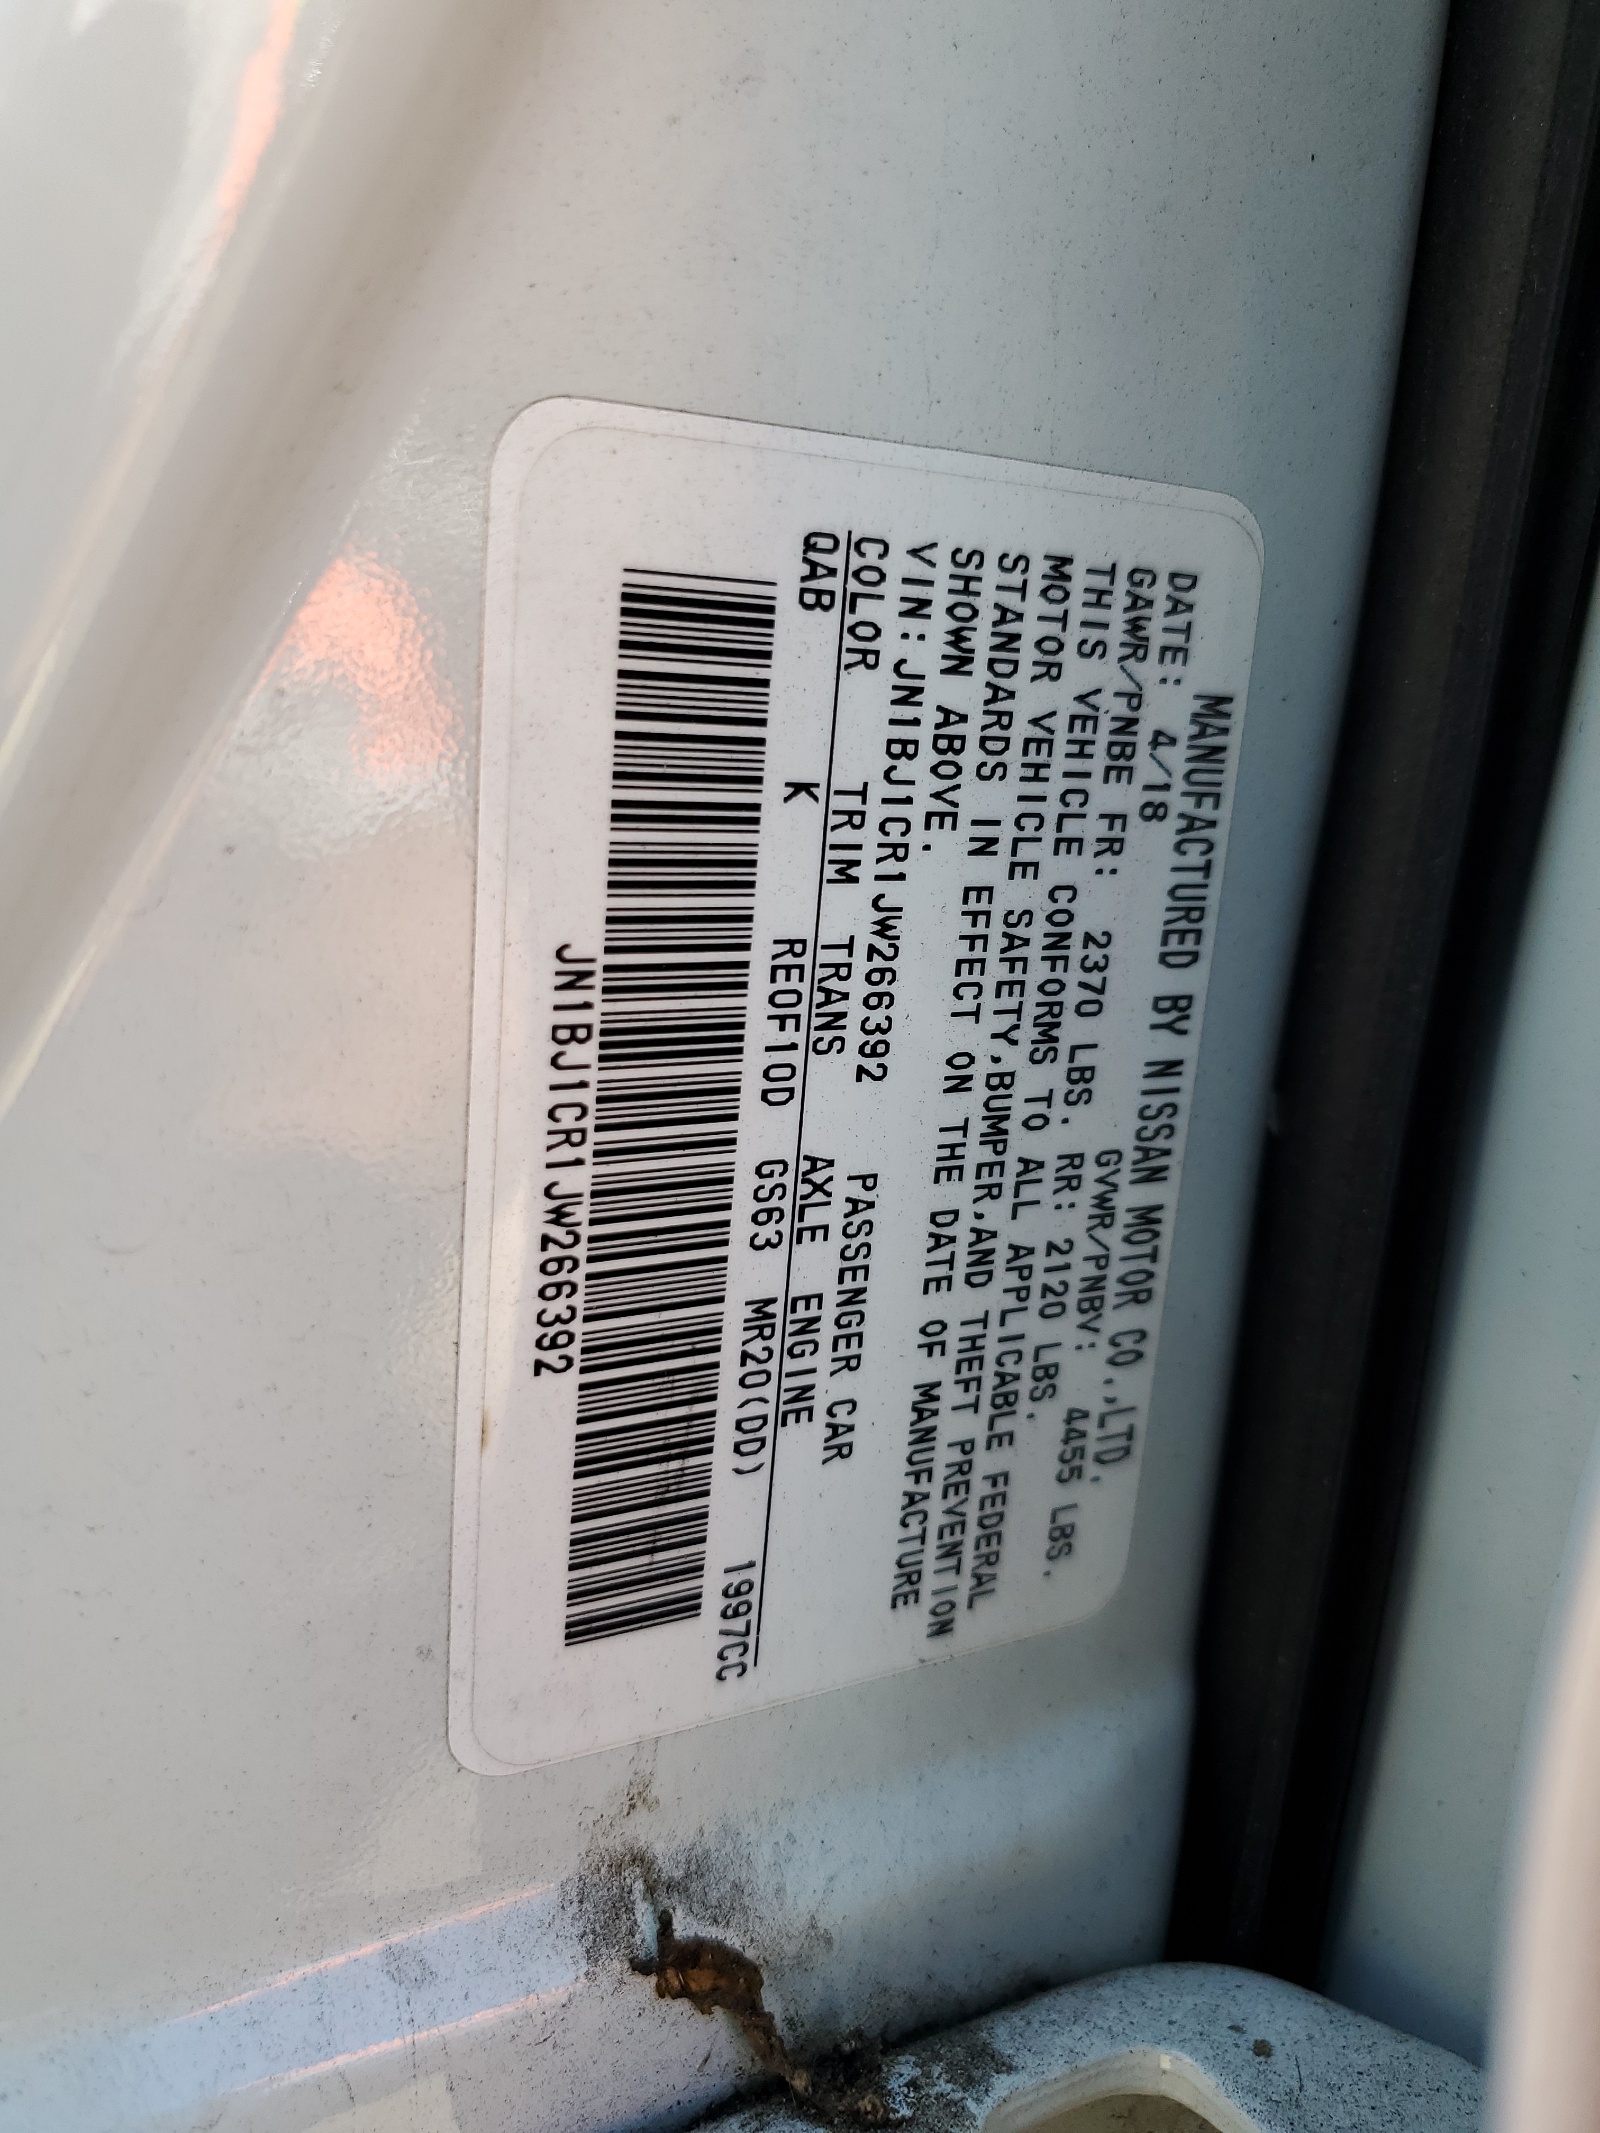 MANUFACTURED BY NISSAN MOTOR CO.,LTD.
DATE: 4/18 GVWR/PNBV: 4455 LBS.
GAWR/PNBE FR: 2370 LBS. RR: 2120 LBS.
THIS VEHICLE CONFORMS TO ALL APPLICABLE FEDERAL
MOTOR VEHICLE SAFETY,BUMPER,AND THEFT PREVENTION
STANDARDS IN EFFECT ON THE DATE OF MANUFACTURE
SHOWN ABOVE.
VIN:JN1BJ1CR1JW266392 PASSENGER CAR
COLOR TRIM TRANS AXLE ENGINE
QAB K RE0F10D GS63 MR20(DD) 1997CC
JN1BJ1CR1JW266392